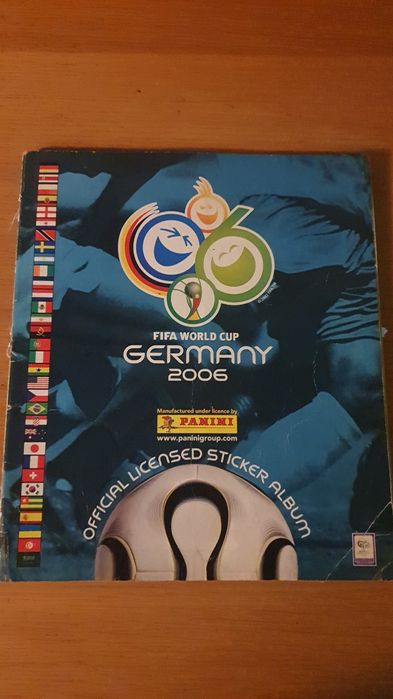 FIFA WORLD CUP
GERMANY
2006
Manufactured under licence by
PANINI
www.paninigroup.com
OFFICIAL LICENSED STICKER ALBUM